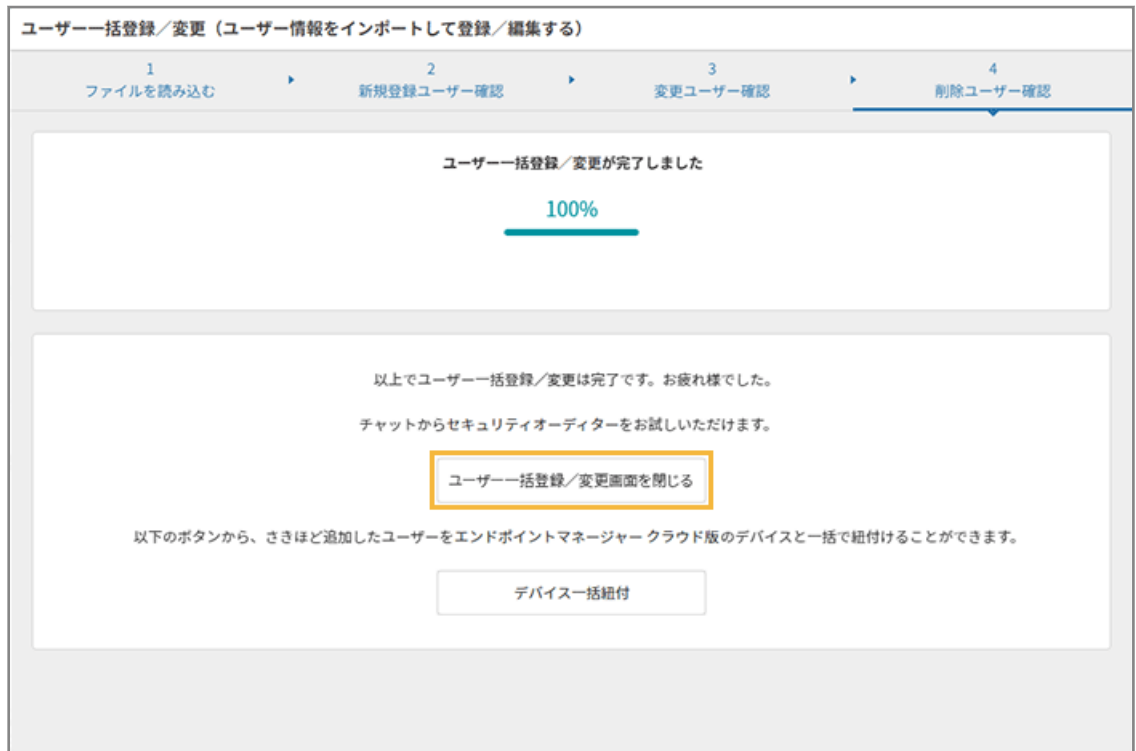 ユーザー一括登録／変更（ユーザー情報をインポートして登録／編集する）
1
ファイルを読み込む
2
新規登録ユーザー確認
3
変更ユーザー確認
4
削除ユーザー確認
ユーザー一括登録／変更が完了しました
100%
以上でユーザー一括登録／変更は完了です。お疲れ様でした。
チャットからセキュリティオーディターをお試しいただけます。
ユーザー一括登録／変更画面を閉じる
以下のボタンから、さきほど追加したユーザーをエンドポイントマネージャー クラウド版のデバイスと一括で紐付けることができます。
デバイス一括紐付